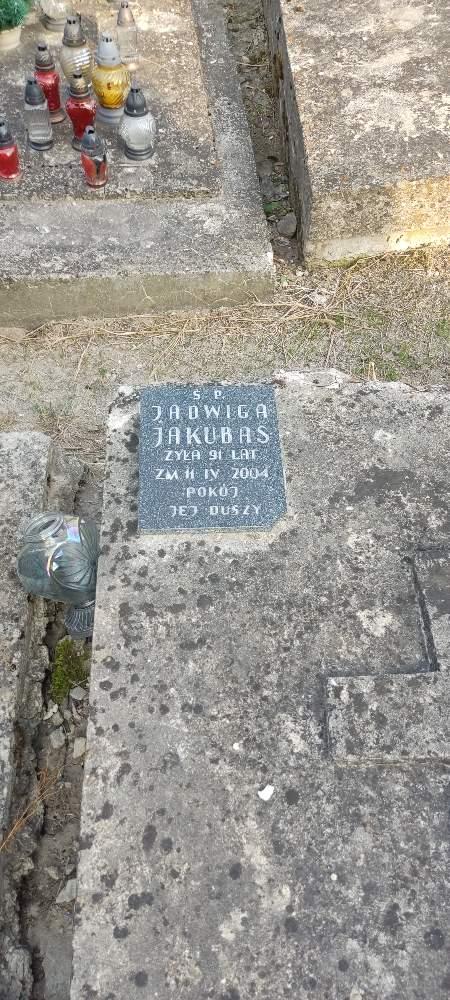 Ś. P.
JADWIGA
JAKUBAS
ŻYŁA 91 LAT
ZM 11 IV 2004
POKÓJ
JEJ DUSZY